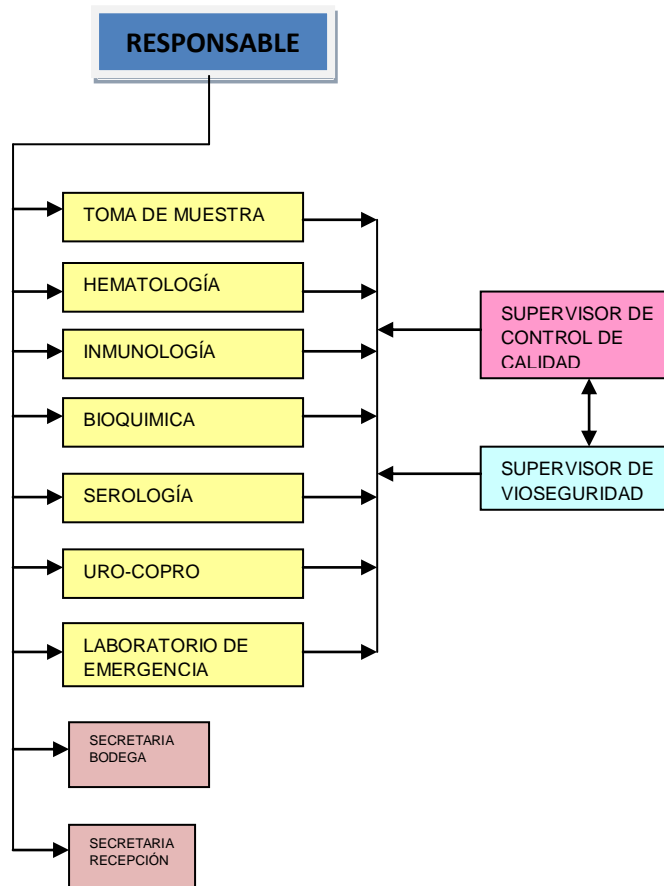 RESPONSABLE
TOMA DE MUESTRA
HEMATOLOGÍA
INMUNOLOGÍA
BIOQUIMICA
SEROLOGÍA
URO-COPRO
LABORATORIO DE
EMERGENCIA
SECRETARIA
BODEGA
SECRETARIA
RECEPCIÓN
SUPERVISOR DE
CONTROL DE
CALIDAD
SUPERVISOR DE
VIOSEGURIDAD